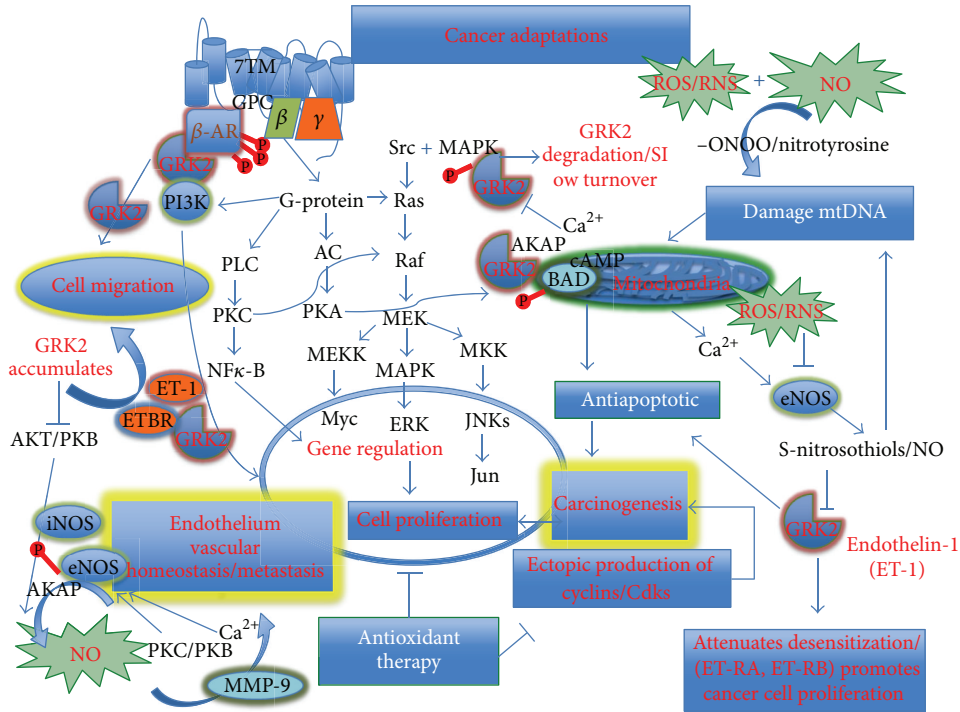 Cancer adaptations
7TM
GPC
β
γ
β-AR
P
P
P
GRK2
PI3K
GRK2
Cell migration
GRK2
accumulates
AKT/PKB
ET-1
ETBR
GRK2
iNOS
P
eNOS
AKAP
NO
Endothelium
vascular
homeostasis/metastasis
Ca2+
PKC/PKB
MMP-9
G-protein
PLC
PKC
NFκ-B
AC
PKA
Src + MAPK
Ras
Raf
MEK
MEKK
MAPK
MKK
Myc
ERK
JNKs
Jun
Gene regulation
Cell proliferation
Antioxidant
therapy
P
GRK2
GRK2
degradation/SI
ow turnover
Ca2+
AKAP
GRK2
cAMP
BAD
P
Mitochondria
Antiapoptotic
Carcinogenesis
Ectopic production of
cyclins/Cdks
ROS/RNS + NO
–ONOO/nitrotyrosine
Damage mtDNA
ROS/RNS
Ca2+
eNOS
S-nitrosothiols/NO
GRK2
Endothelin-1
(ET-1)
Attenuates desensitization/
(ET-RA, ET-RB) promotes
cancer cell proliferation